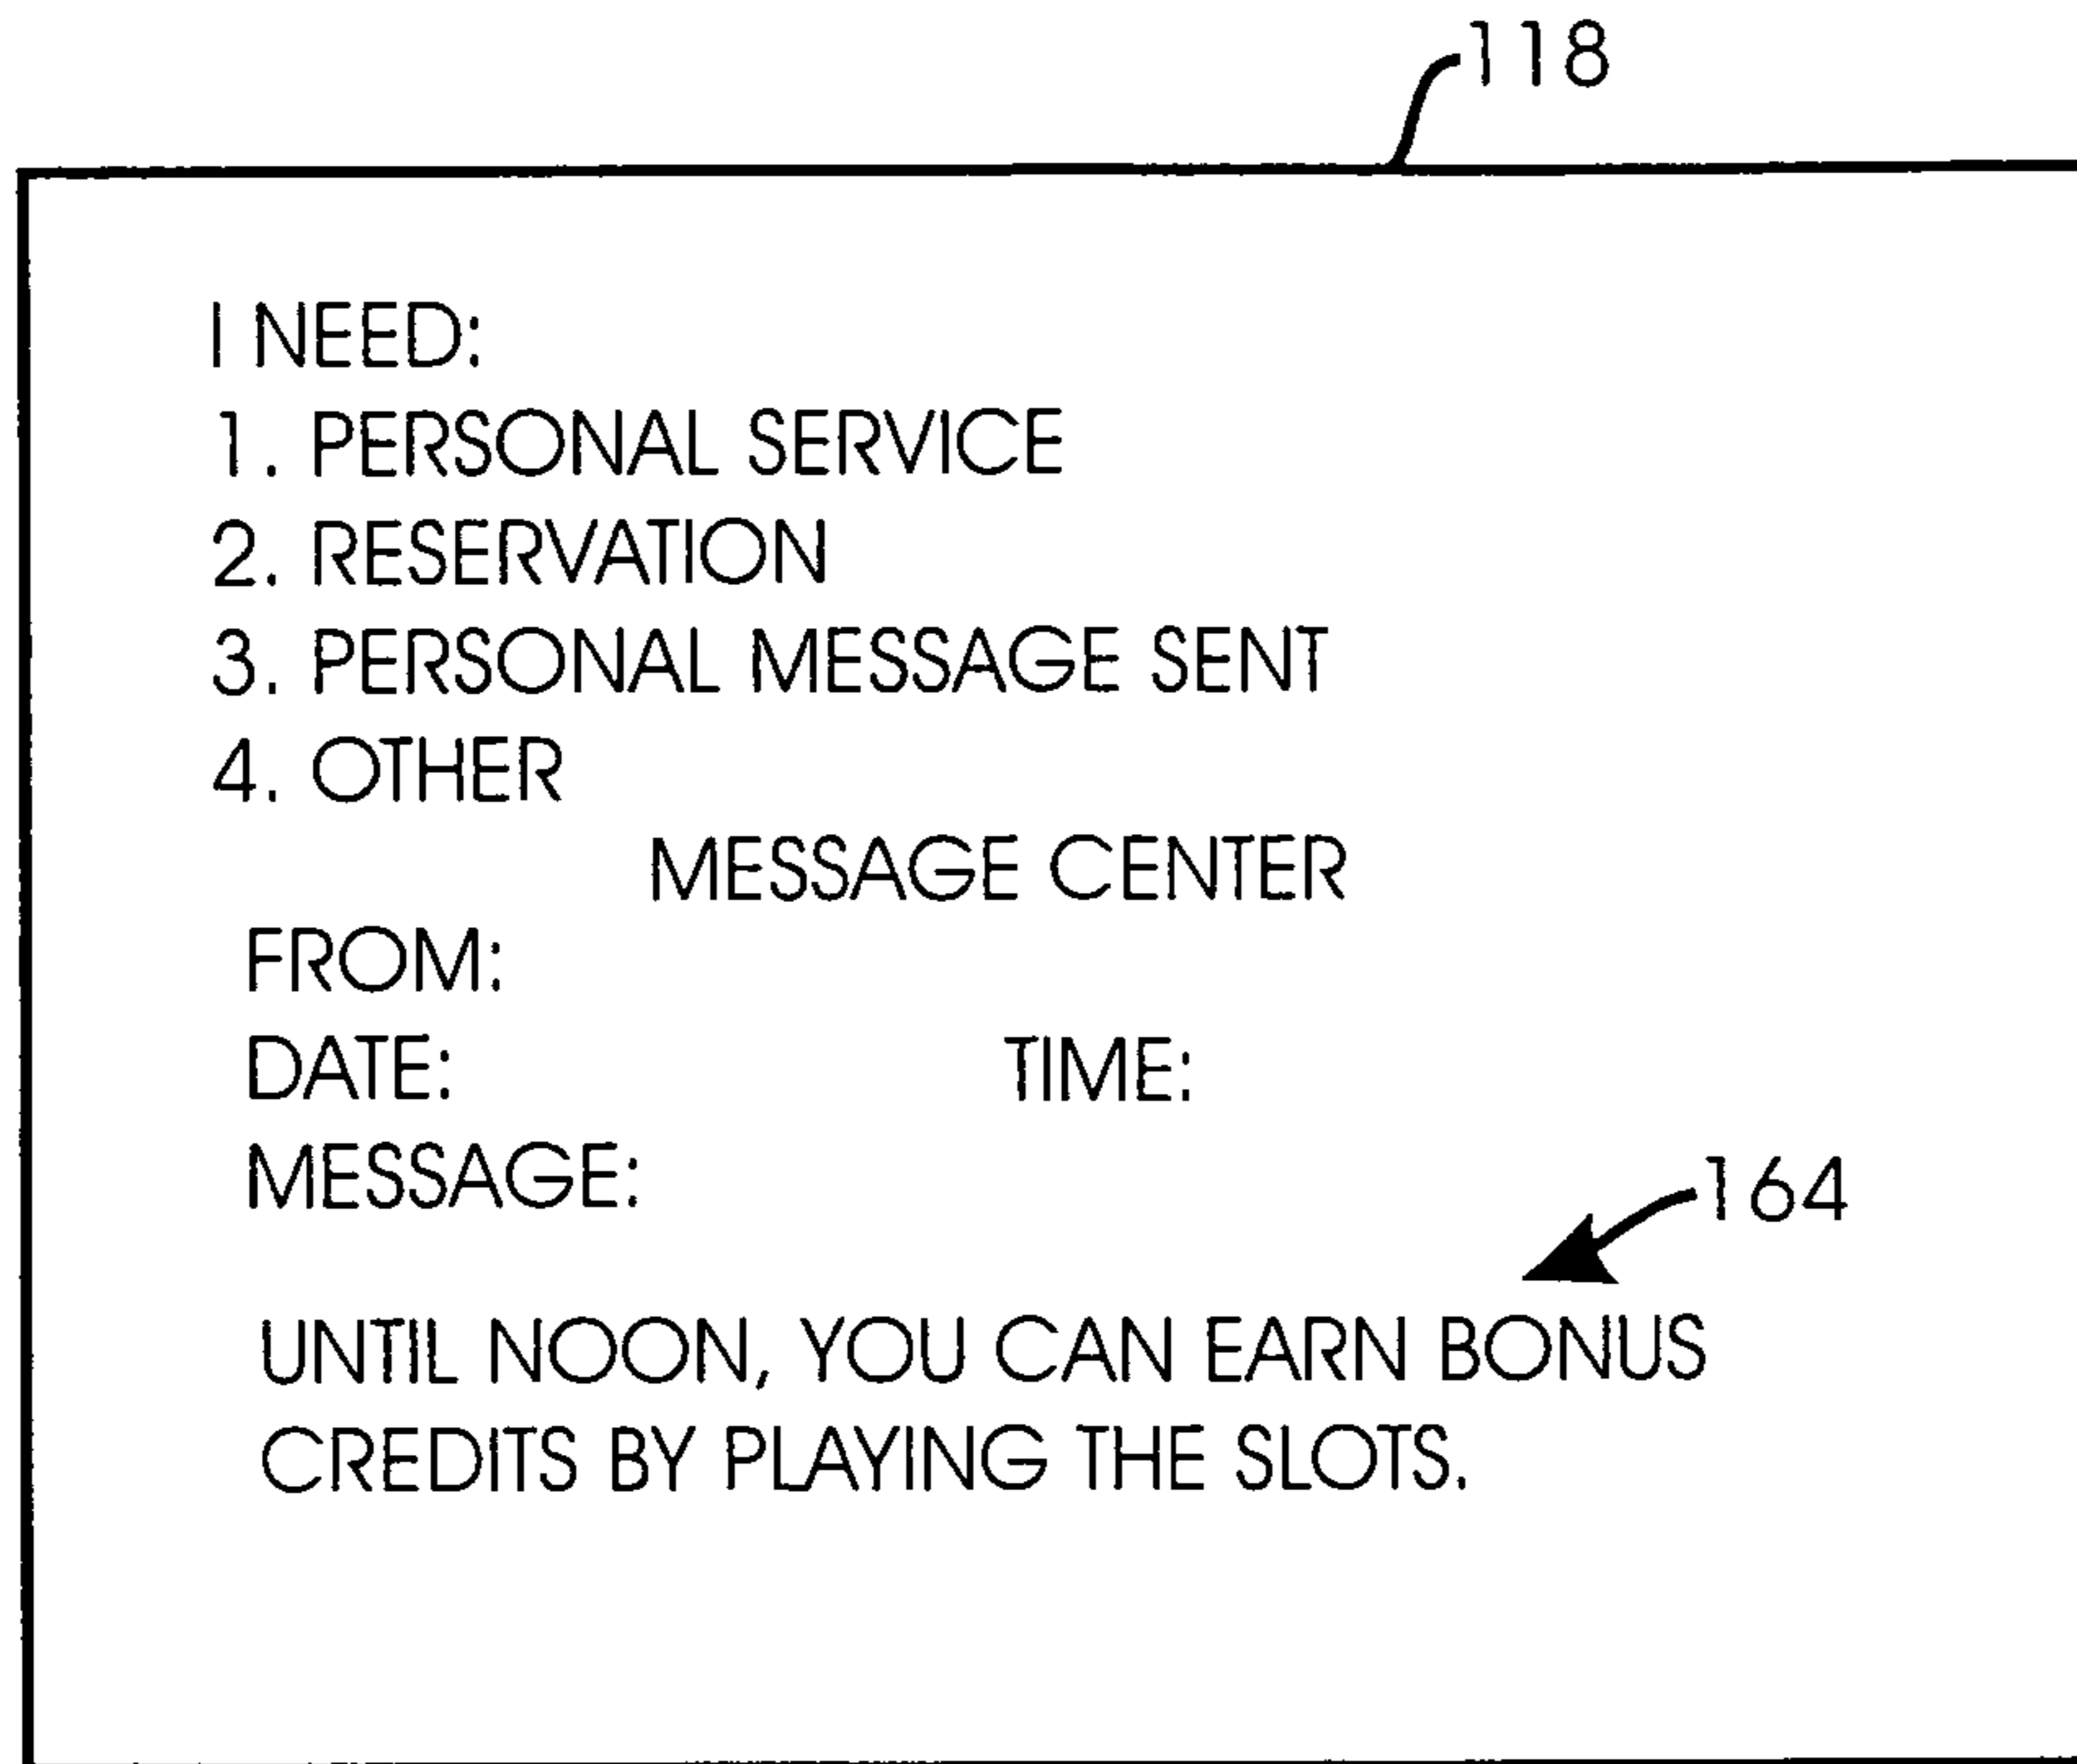 118
I NEED:
1. PERSONAL SERVICE
2. RESERVATION
3. PERSONAL MESSAGE SENT
4. OTHER
MESSAGE CENTER
FROM:
DATE: TIME:
MESSAGE:
164
UNTIL NOON, YOU CAN EARN BONUS
CREDITS BY PLAYING THE SLOTS.